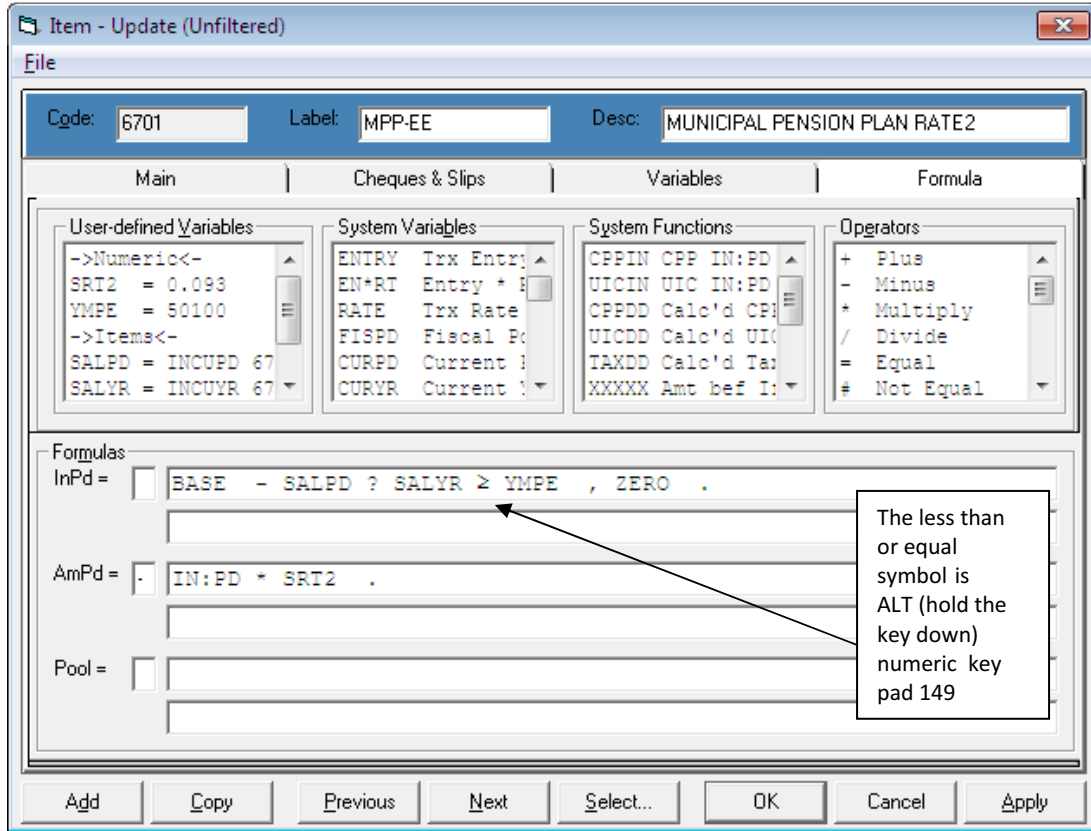 Item - Update (Unfiltered)
File
Code: 6701 Label: MPP-EE Desc: MUNICIPAL PENSION PLAN RATE2
Main Cheques & Slips Variables Formula
User-defined Variables
->Numeric<-
SRT2 = 0.093
YMPE = 50100
->Items<-
SALPD = INCUPD 67
SALYR = INCUYR 67
System Variables
ENTRY Trx Entry
EN*RT Entry *
RATE Trx Rate
FISPD Fiscal
CURPD Current
CURYR Current
System Functions
CPPIN CPP IN:PD
UICIN UIC IN:PD
CPPDD Calc'd
UICDD Calc'd
TAXDD Calc'd
XXXXX Amt bef
Operators
+ Plus
- Minus
* Multiply
/ Divide
= Equal
# Not Equal
Formulas
InPd = BASE - SALPD ? SALYR ≥ YMPE , ZERO .
AmPd = - IN:PD * SRT2 .
Pool =
The less than
or equal
symbol is
ALT (hold the
key down)
numeric key
pad 149
Add Copy Previous Next Select... OK Cancel Apply